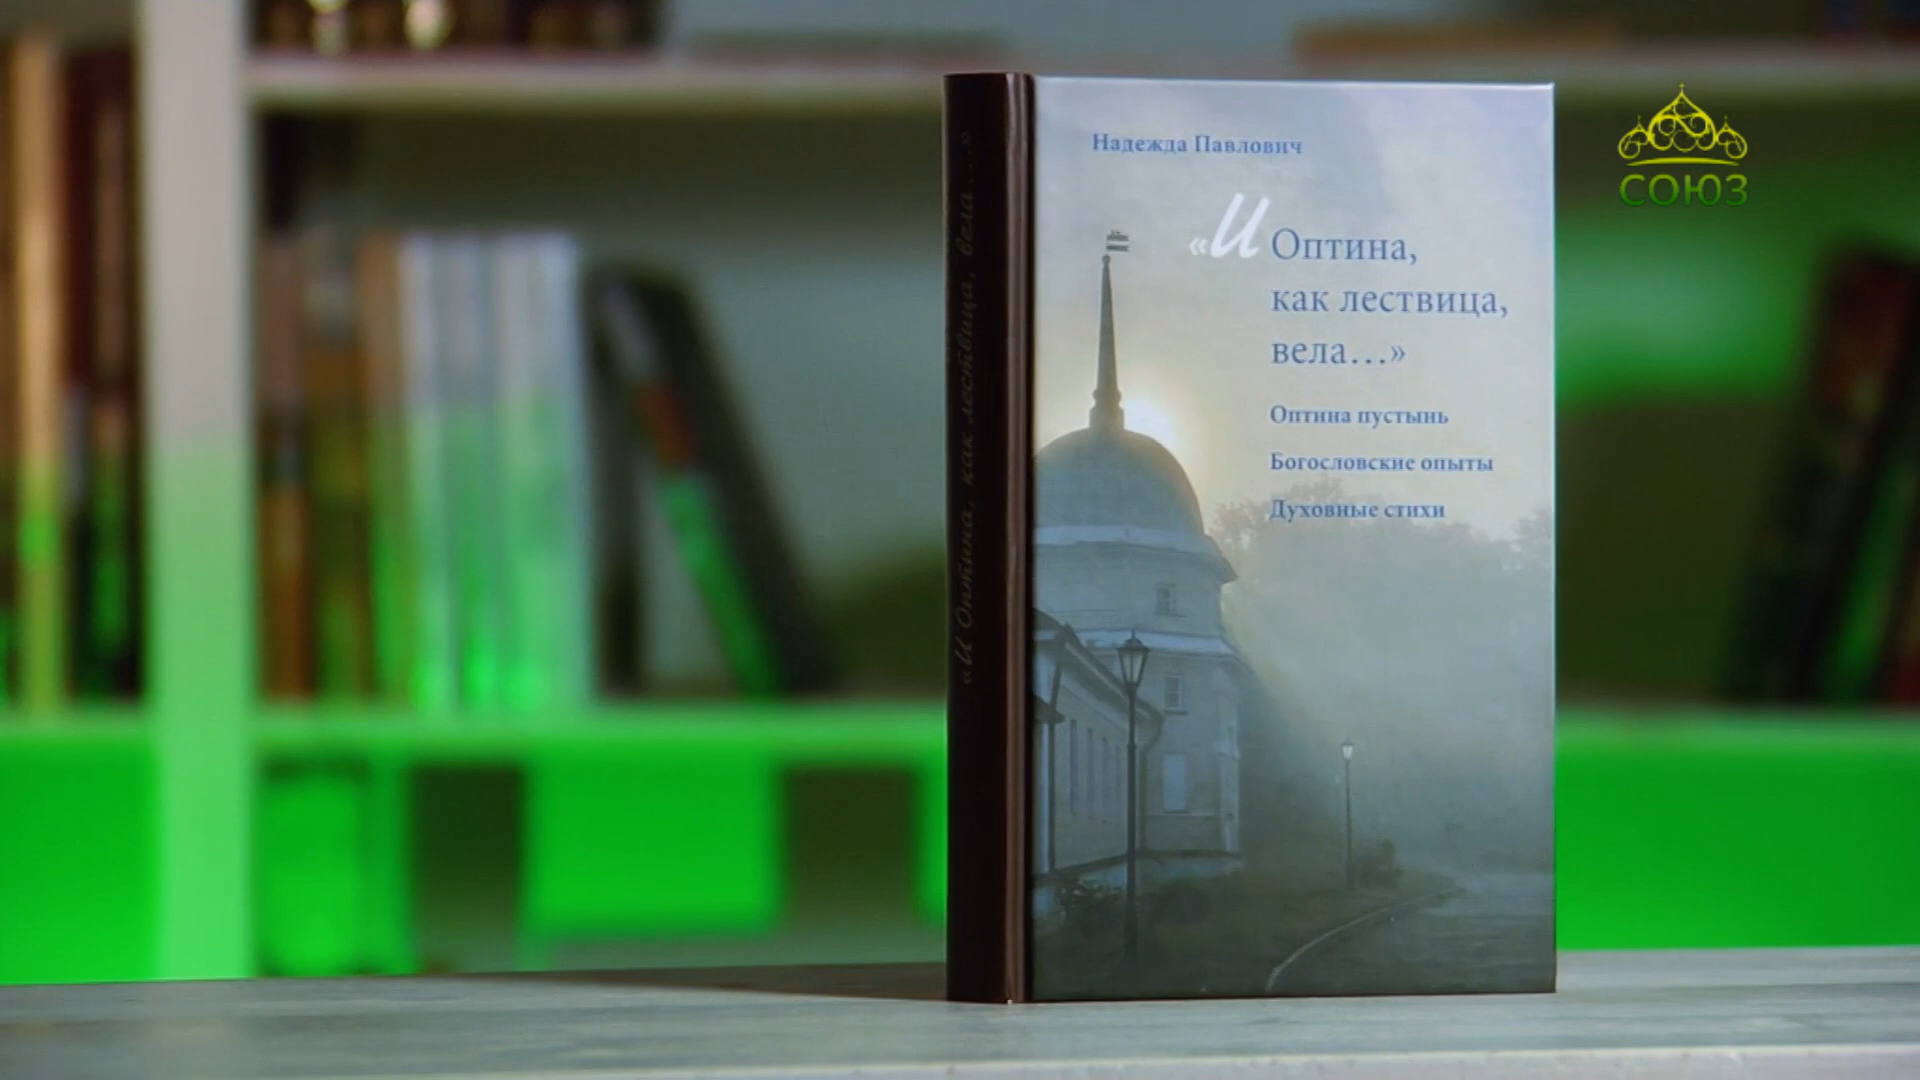 Надежда Павлович
«И Оптина,
как лествица,
вела...»
Оптина пустынь
Богословские опыты
Духовные стихи
«И Оптина, как лествица, вела...»
СОЮЗ